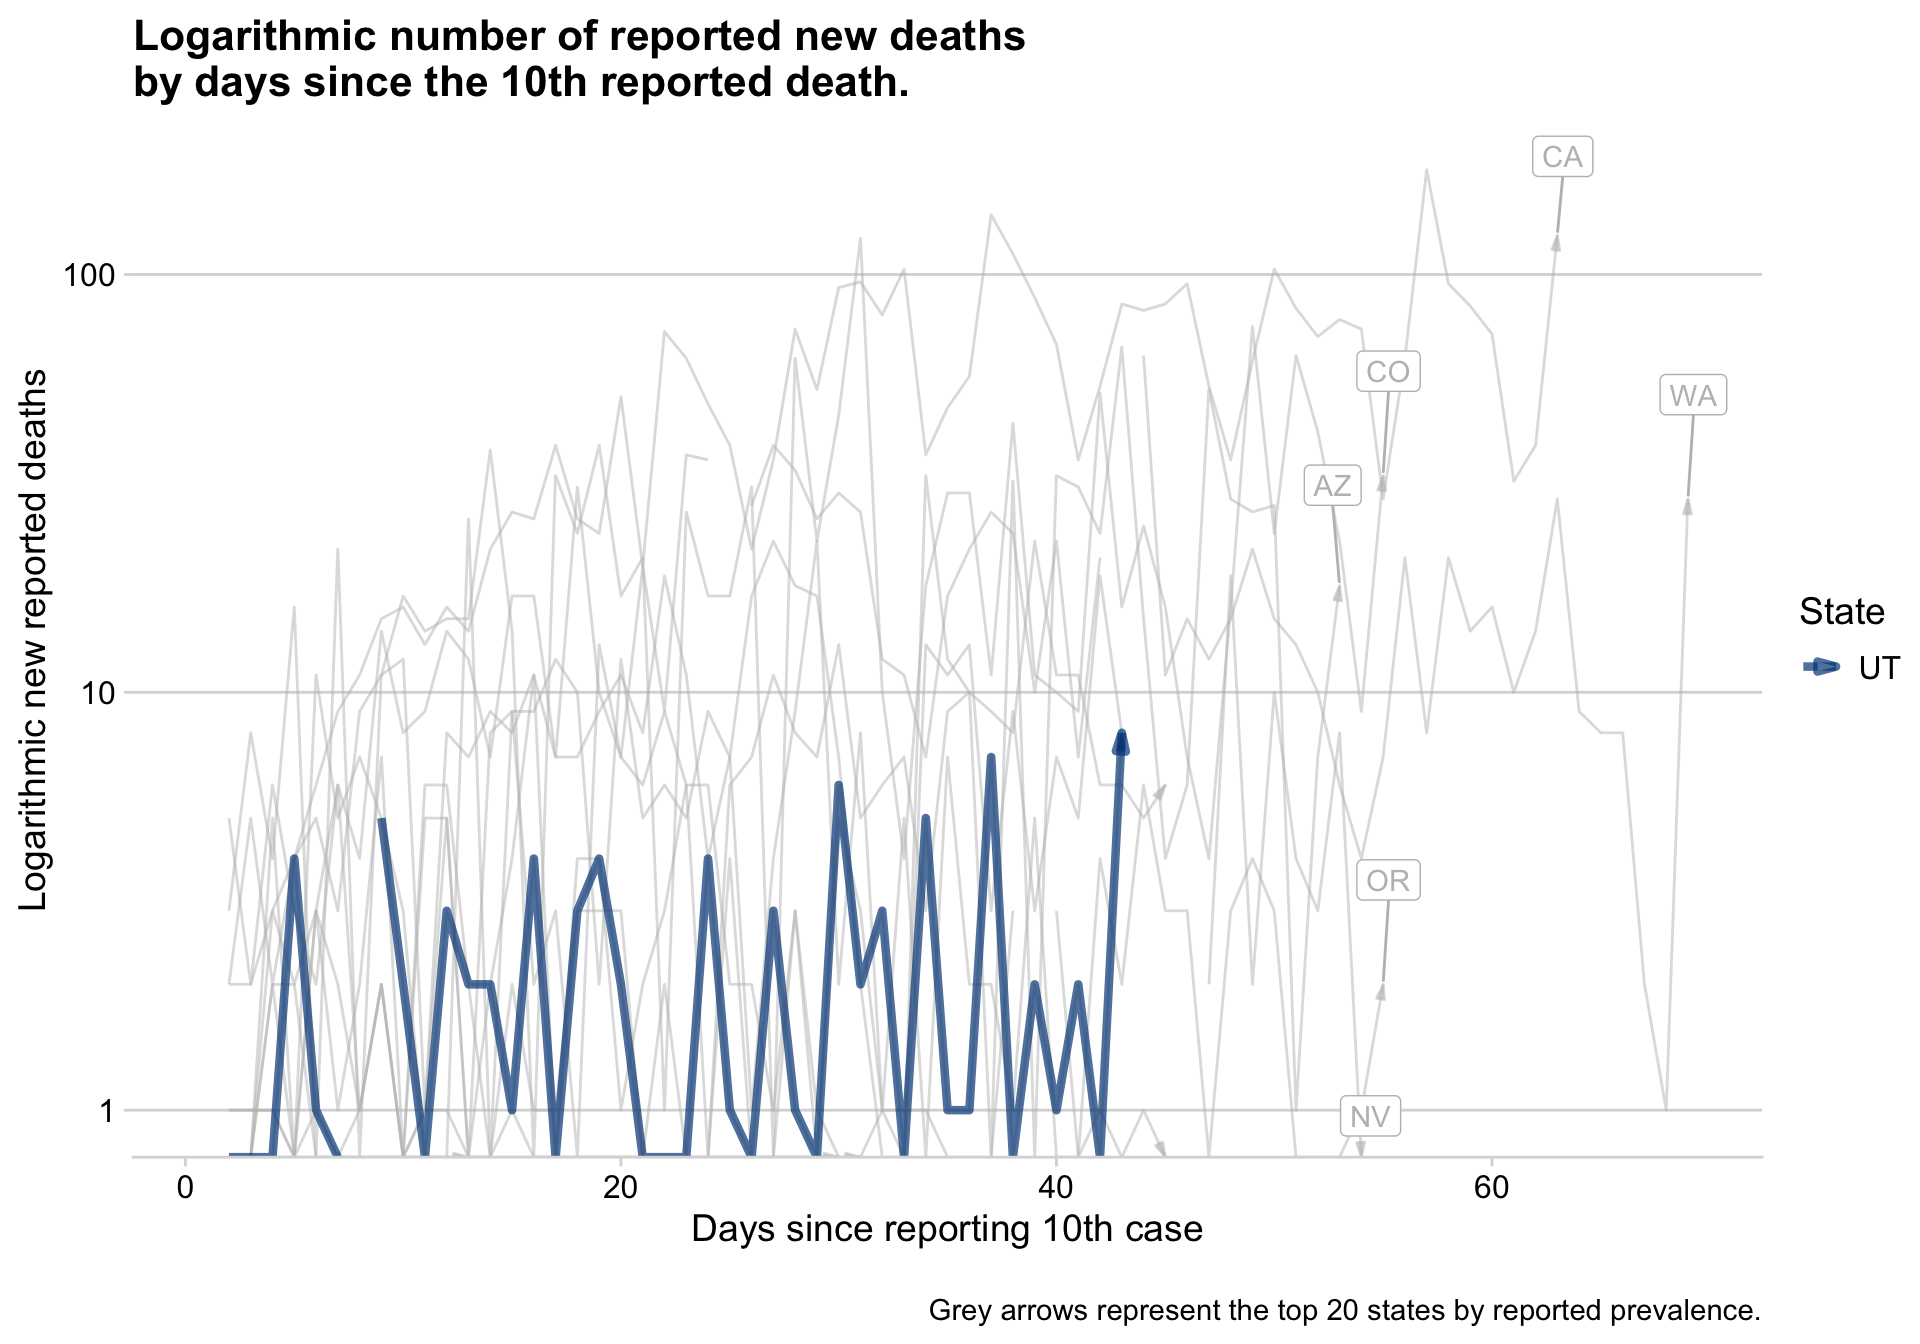 Logarithmic number of reported new deaths
by days since the 10th reported death.
CA
100
CO
WA
AZ
Logarithmic new reported deaths
State
UT
10
OR
1
NV
0
20
40
60
Days since reporting 10th case
Grey arrows represent the top 20 states by reported prevalence.